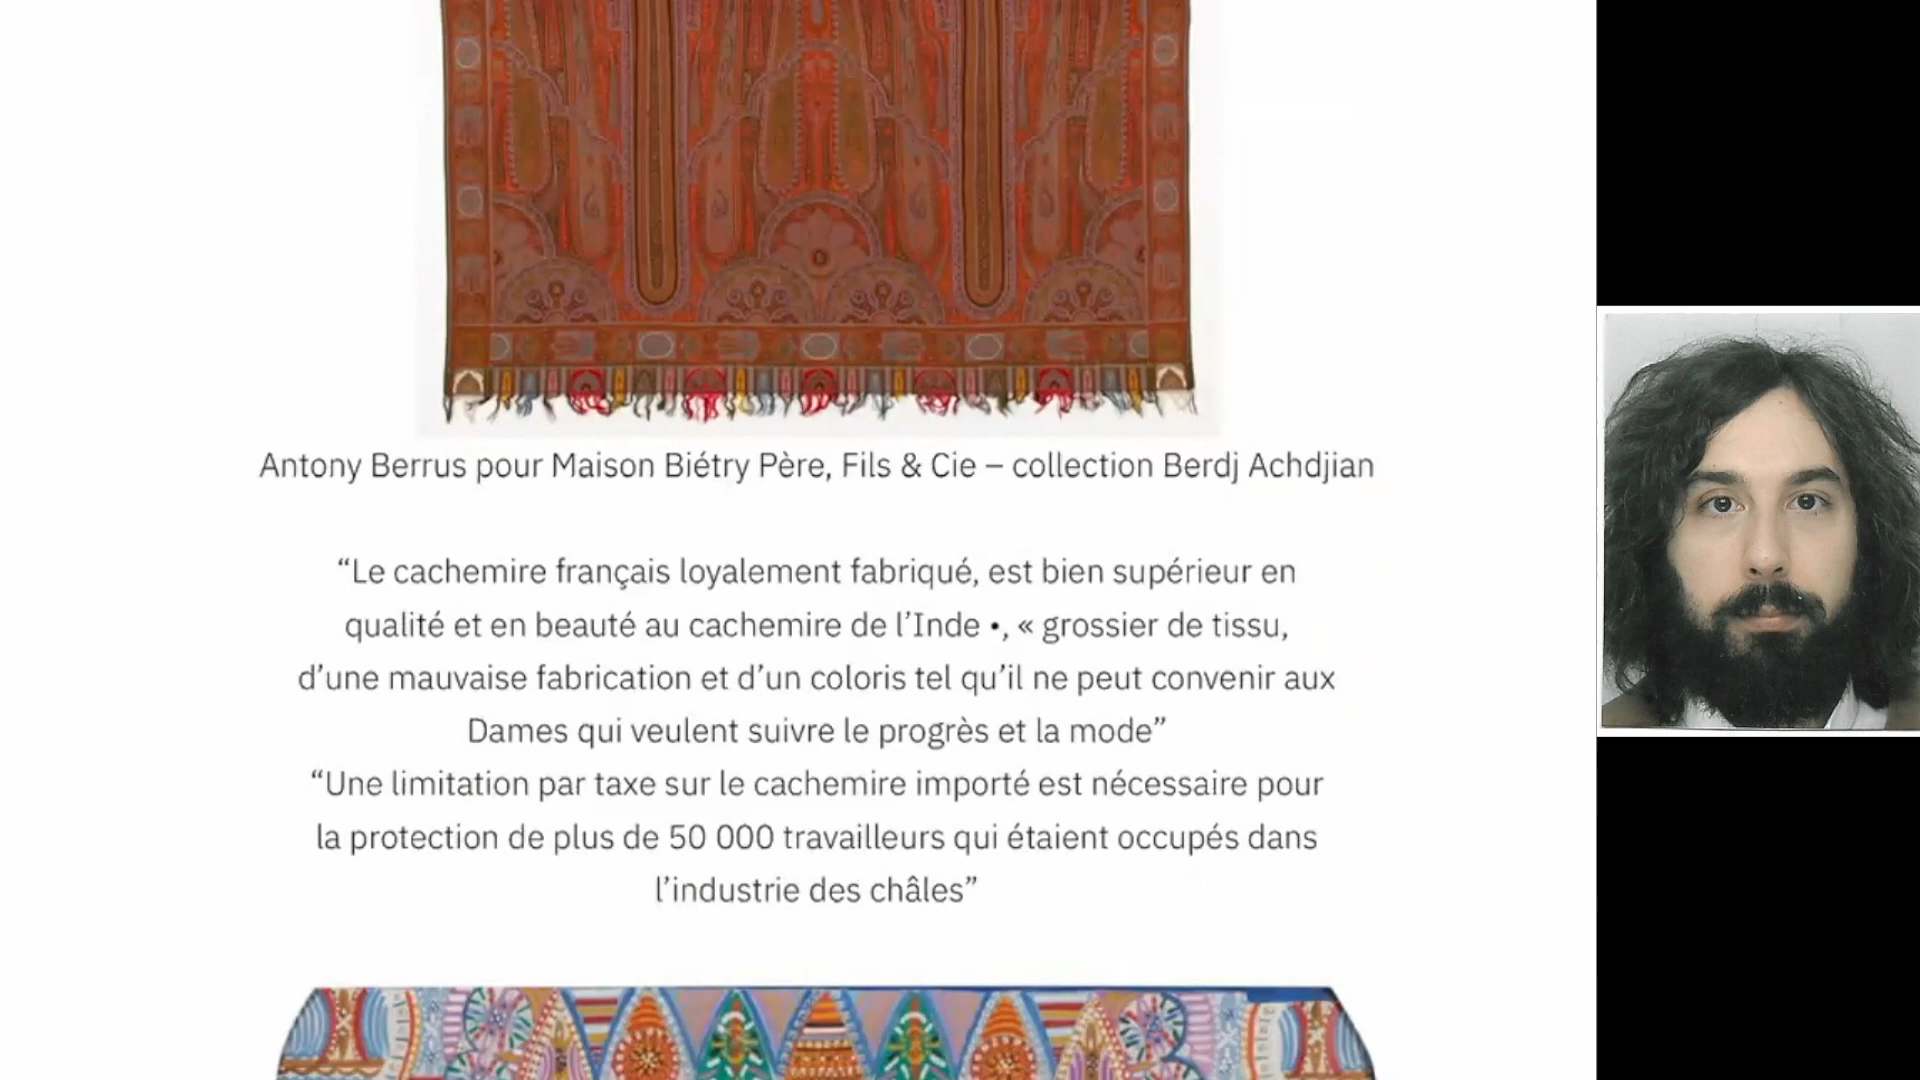 Antony Berrus pour Maison Biétry Père, Fils & Cie – collection Berdj Achdjian
“Le cachemire français loyalement fabriqué, est bien supérieur en
qualité et en beauté au cachemire de l’Inde •, « grossier de tissu,
d’une mauvaise fabrication et d’un coloris tel qu’il ne peut convenir aux
Dames qui veulent suivre le progrès et la mode”
“Une limitation par taxe sur le cachemire importé est nécessaire pour
la protection de plus de 50 000 travailleurs qui étaient occupés dans
l’industrie des châles”